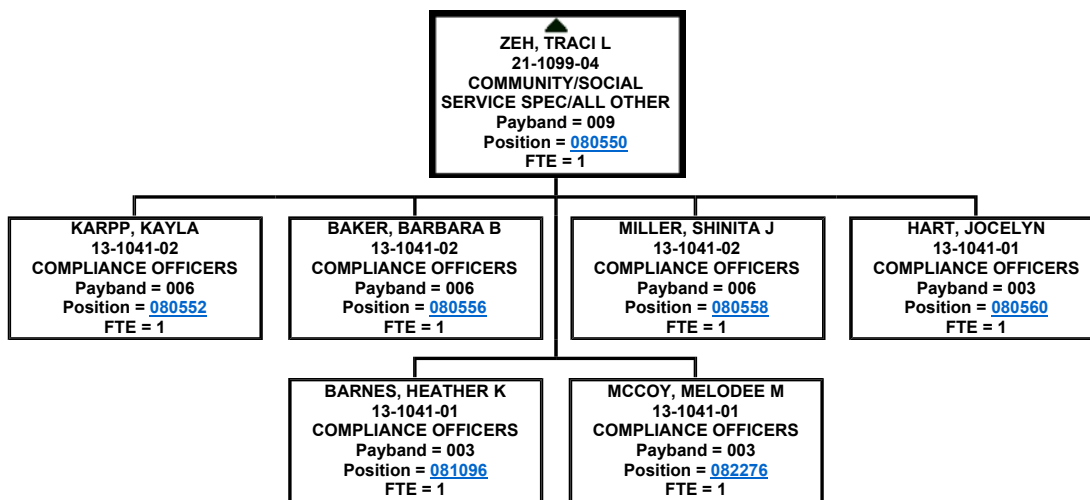 ZEH, TRACI L
21-1099-04
COMMUNITY/SOCIAL
SERVICE SPEC/ALL OTHER
Payband = 009
Position = 080550
FTE = 1
KARPP, KAYLA
13-1041-02
COMPLIANCE OFFICERS
Payband = 006
Position = 080552
FTE = 1
BAKER, BARBARA B
13-1041-02
COMPLIANCE OFFICERS
Payband = 006
Position = 080556
FTE = 1
MILLER, SHINITA J
13-1041-02
COMPLIANCE OFFICERS
Payband = 006
Position = 080558
FTE = 1
HART, JOCELYN
13-1041-01
COMPLIANCE OFFICERS
Payband = 003
Position = 080560
FTE = 1
BARNES, HEATHER K
13-1041-01
COMPLIANCE OFFICERS
Payband = 003
Position = 081096
FTE = 1
MCCOY, MELODEE M
13-1041-01
COMPLIANCE OFFICERS
Payband = 003
Position = 082276
FTE = 1